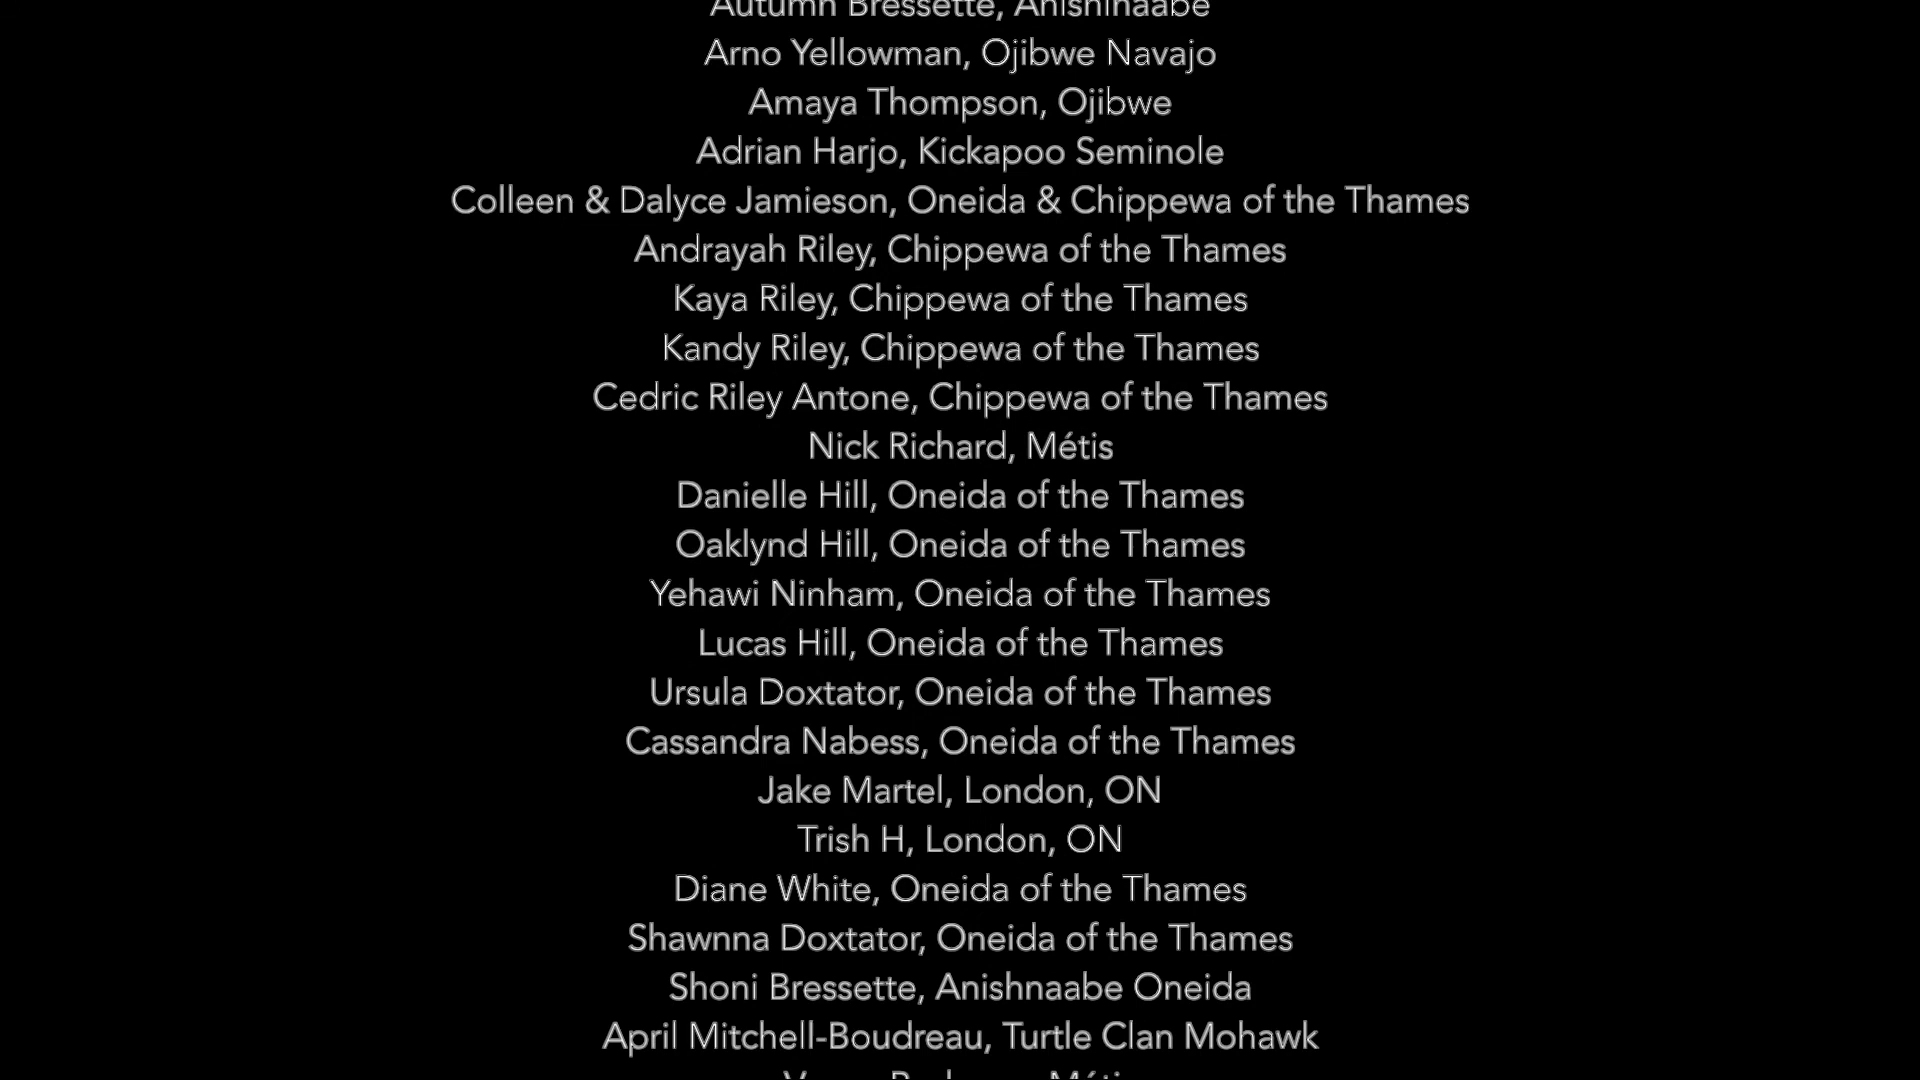 Autumn Bressette, Anishinaabe
Arno Yellowman, Ojibwe Navajo
Amaya Thompson, Ojibwe
Adrian Harjo, Kickapoo Seminole
Colleen & Dalyce Jamieson, Oneida & Chippewa of the Thames
Andrayah Riley, Chippewa of the Thames
Kaya Riley, Chippewa of the Thames
Kandy Riley, Chippewa of the Thames
Cedric Riley Antone, Chippewa of the Thames
Nick Richard, Métis
Danielle Hill, Oneida of the Thames
Oaklynd Hill, Oneida of the Thames
Yehawi Ninham, Oneida of the Thames
Lucas Hill, Oneida of the Thames
Ursula Doxtator, Oneida of the Thames
Cassandra Nabess, Oneida of the Thames
Jake Martel, London, ON
Trish H, London, ON
Diane White, Oneida of the Thames
Shawnna Doxtator, Oneida of the Thames
Shoni Bressette, Anishnaabe Oneida
April Mitchell-Boudreau, Turtle Clan Mohawk
Métis